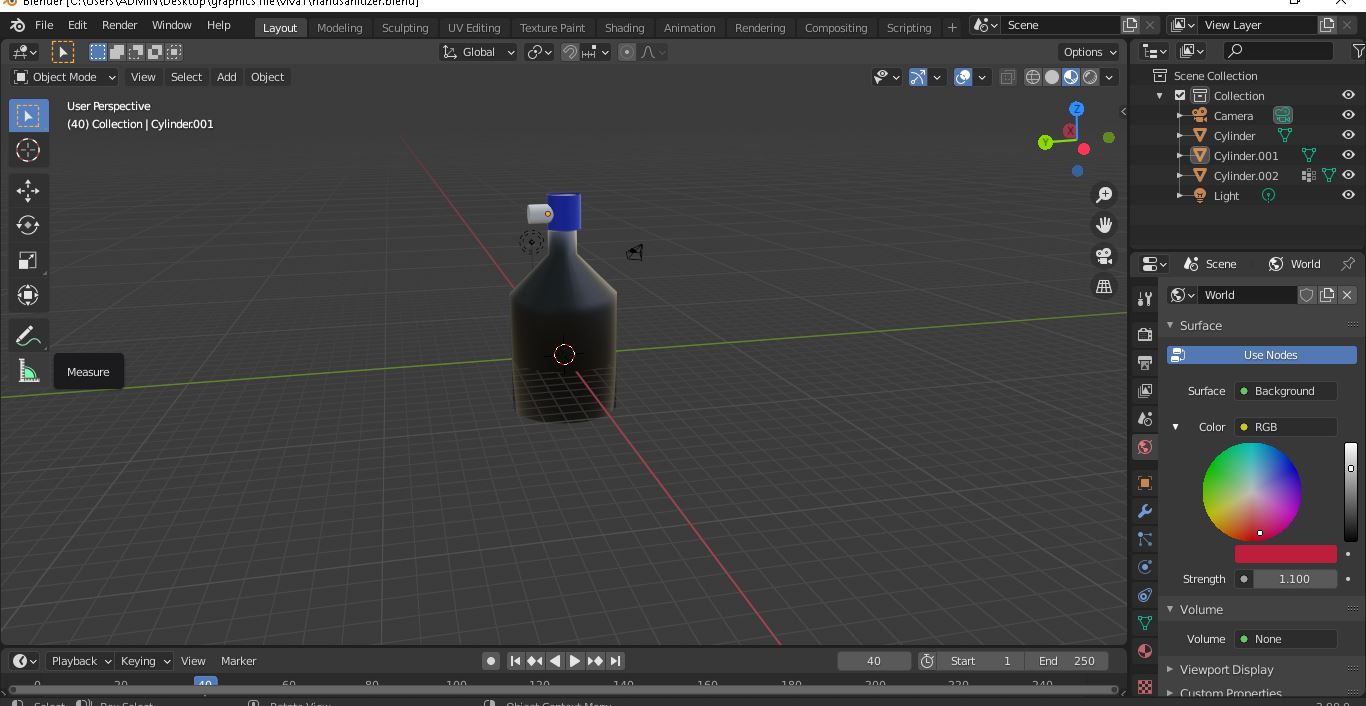 Blender [C:\Users\ADMIN\Desktop\graphics file\viva1\handsanitizer.blend]
File Edit Render Window Help Layout Modeling Sculpting UV Editing Texture Paint Shading Animation Rendering Compositing Scripting + Scene View Layer
Global Options
Object Mode View Select Add Object
User Perspective
(40) Collection | Cylinder.001
Z
X
Y
Measure
Scene Collection
Collection
Camera
Cylinder
Cylinder.001
Cylinder.002
Light
Scene World
World
Surface
Use Nodes
Surface Background
Color RGB
Strength 1.100
Volume
Volume None
Viewport Display
Custom Properties
Playback Keying View Marker 40 Start 1 End 250
0 20 40 60 80 100 120 140 160 180 200 220 240
Select Box Select Rotate View Object Context Menu